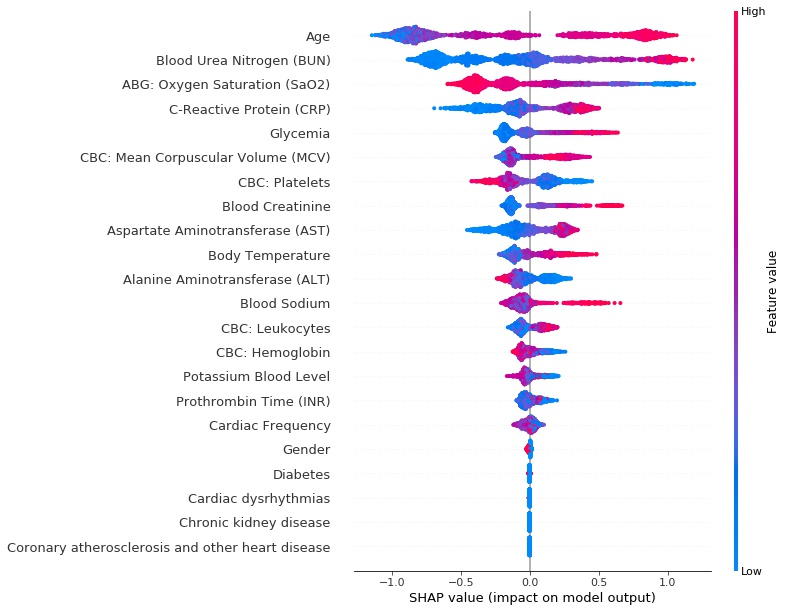 High
Age
Blood Urea Nitrogen (BUN)
ABG: Oxygen Saturation (SaO2)
C-Reactive Protein (CRP)
Glycemia
CBC: Mean Corpuscular Volume (MCV)
CBC: Platelets
Blood Creatinine
Aspartate Aminotransferase (AST)
Body Temperature
Alanine Aminotransferase (ALT)
Blood Sodium
CBC: Leukocytes
CBC: Hemoglobin
Potassium Blood Level
Prothrombin Time (INR)
Cardiac Frequency
Gender
Diabetes
Cardiac dysrhythmias
Chronic kidney disease
Coronary atherosclerosis and other heart disease
Feature value
Low
−1.0 −0.5 0.0 0.5 1.0
SHAP value (impact on model output)